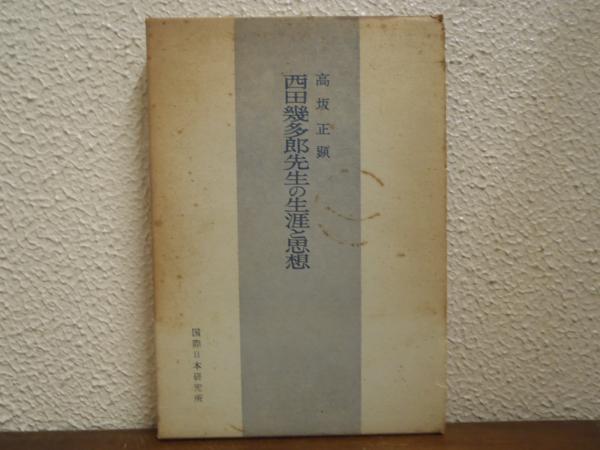 高坂正顕
西田幾多郎先生の生涯と思想
国際日本研究所